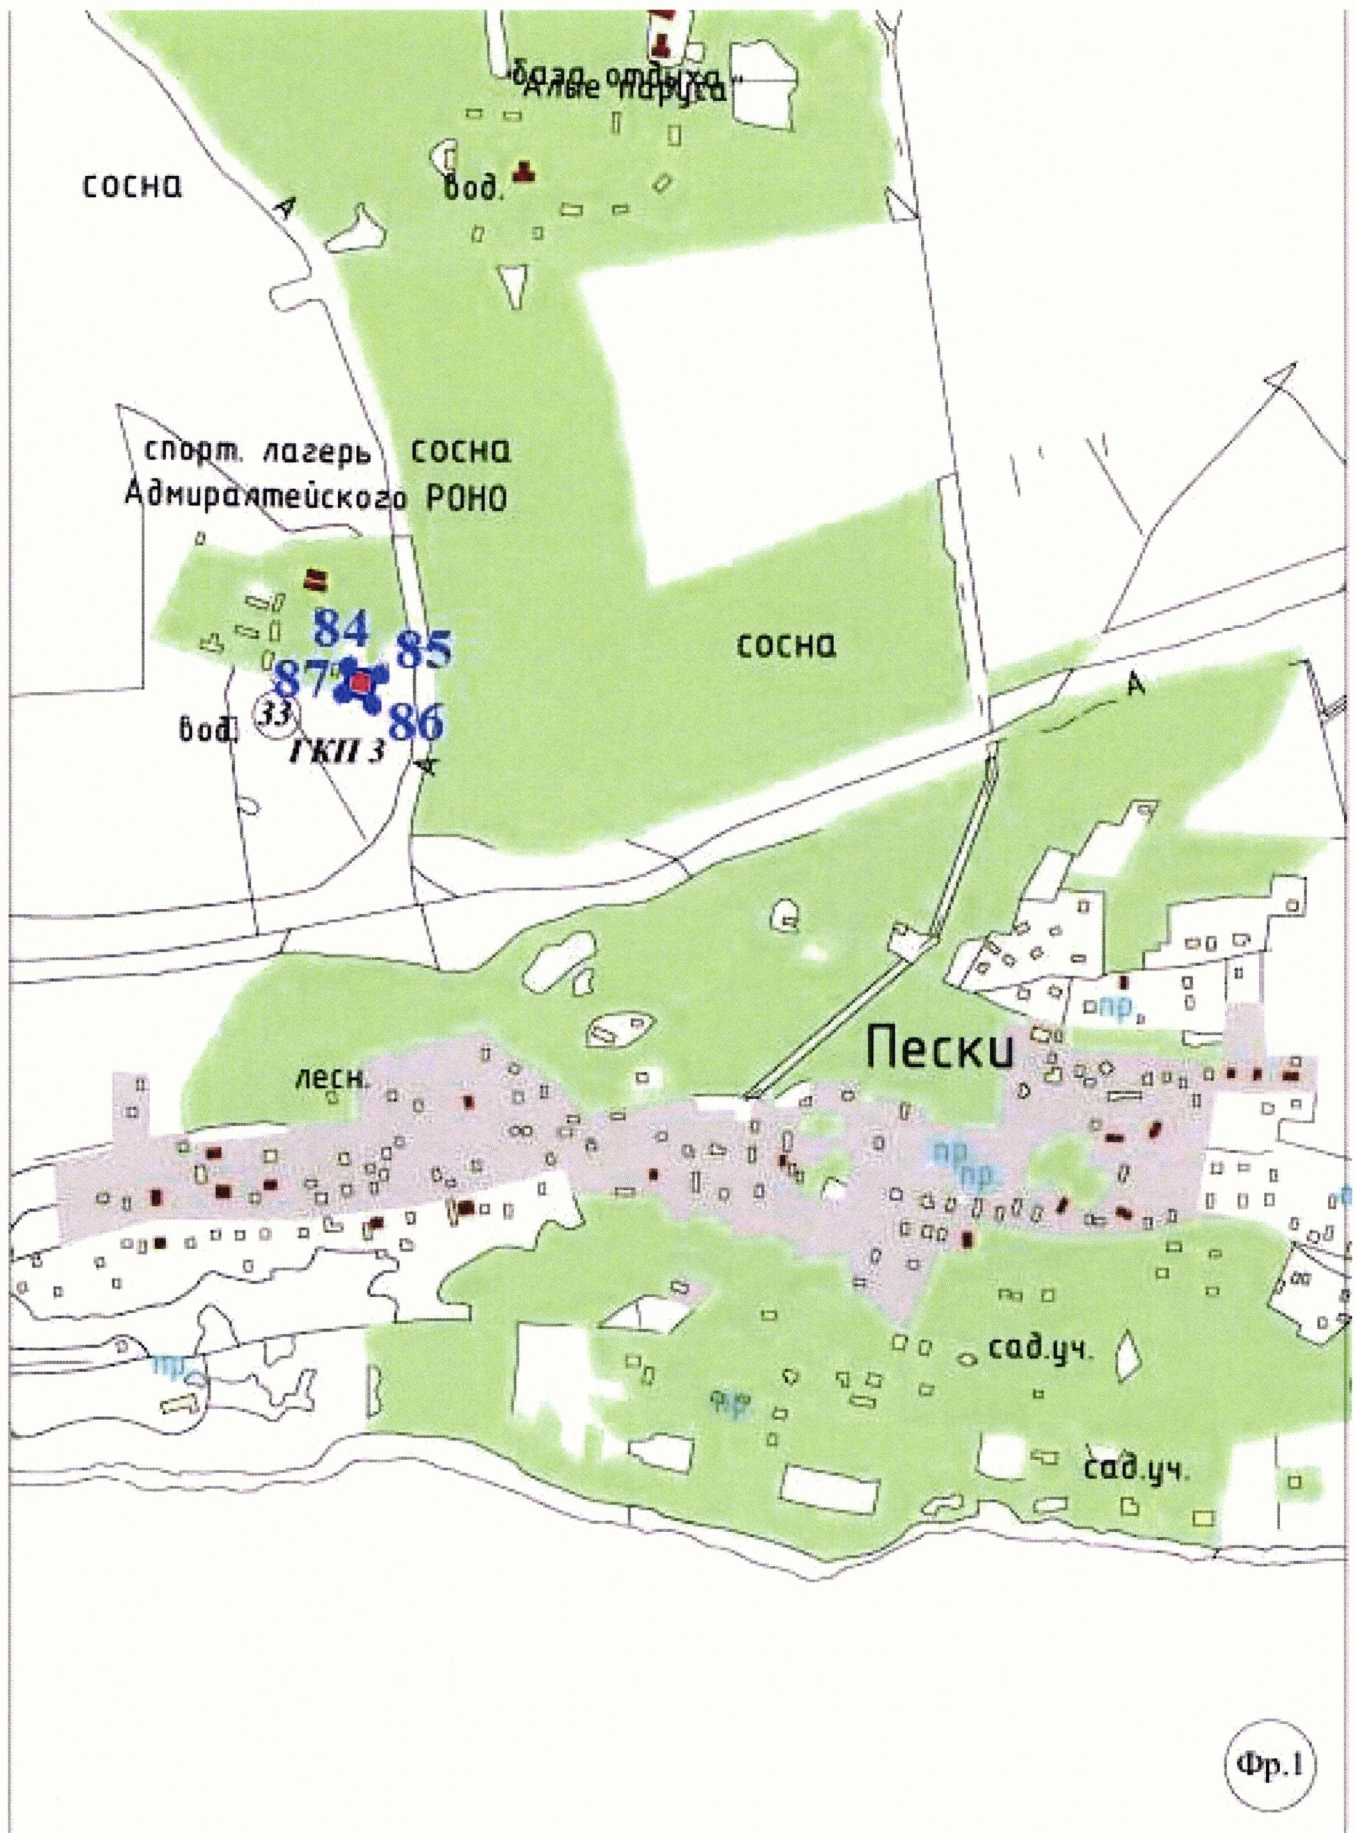 "база отдыха
"Алые паруса"
сосна
вод.
А
спорт. лагерь
сосна
Адмиралтейского РОНО
84
85
сосна
87
А
33
86
вод.
ГКП 3
А
пр.
Пески
лесн.
пр.
пр.
сад.уч.
пр.
пр.
сад.уч.
Фр.1